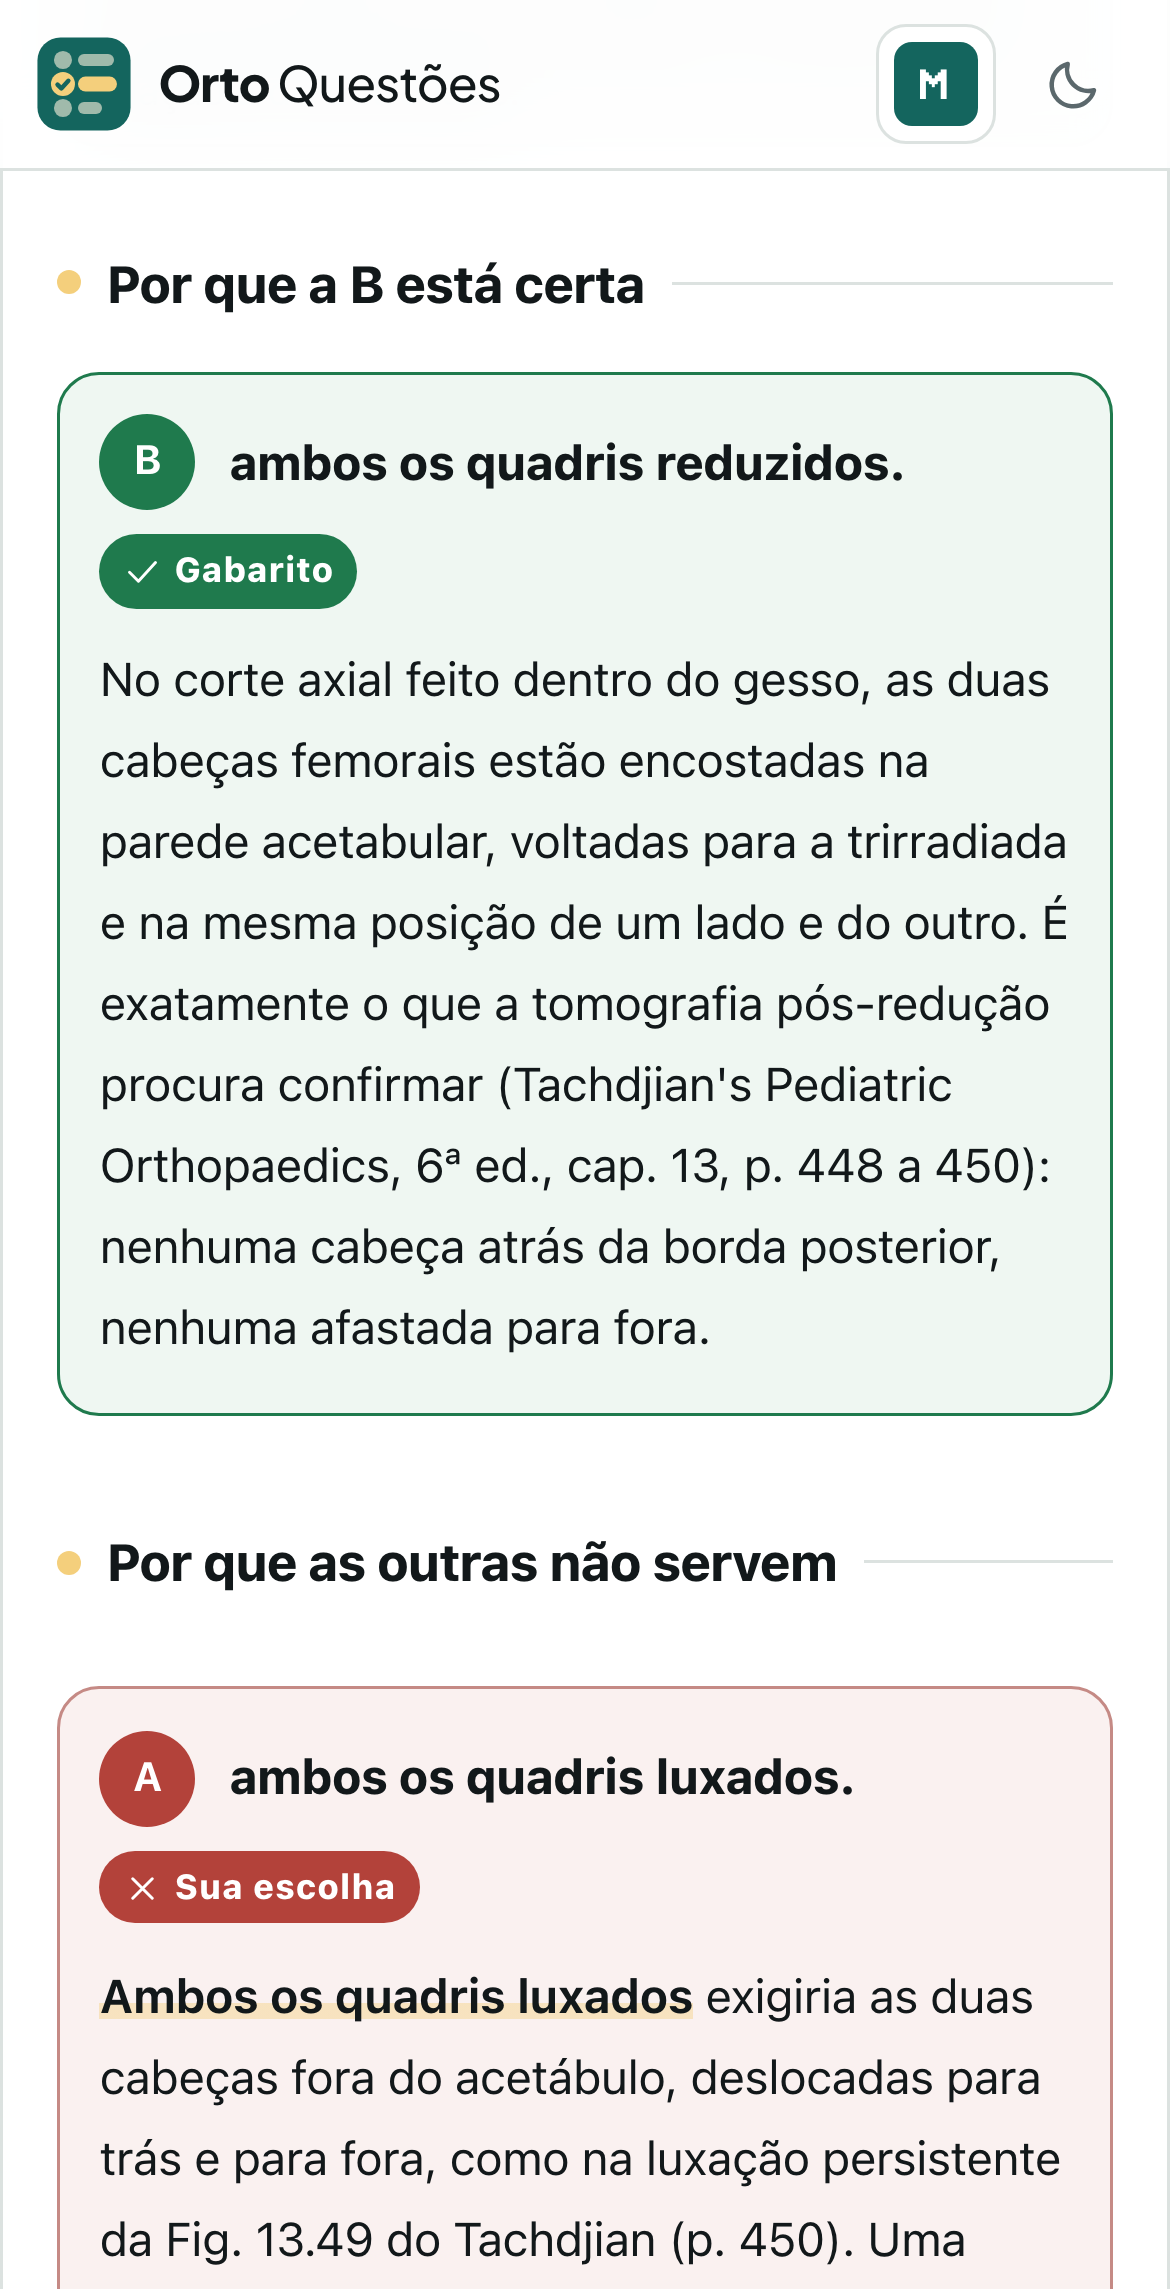 Orto Questões
M
Por que a B está certa
B
ambos os quadris reduzidos.
Gabarito
No corte axial feito dentro do gesso, as duas
cabeças femorais estão encostadas na
parede acetabular, voltadas para a trirradiada
e na mesma posição de um lado e do outro. É
exatamente o que a tomografia pós-redução
procura confirmar (Tachdjian's Pediatric
Orthopaedics, 6ª ed., cap. 13, p. 448 a 450):
nenhuma cabeça atrás da borda posterior,
nenhuma afastada para fora.
Por que as outras não servem
A
ambos os quadris luxados.
Sua escolha
Ambos os quadris luxados exigiria as duas
cabeças fora do acetábulo, deslocadas para
trás e para fora, como na luxação persistente
da Fig. 13.49 do Tachdjian (p. 450). Uma